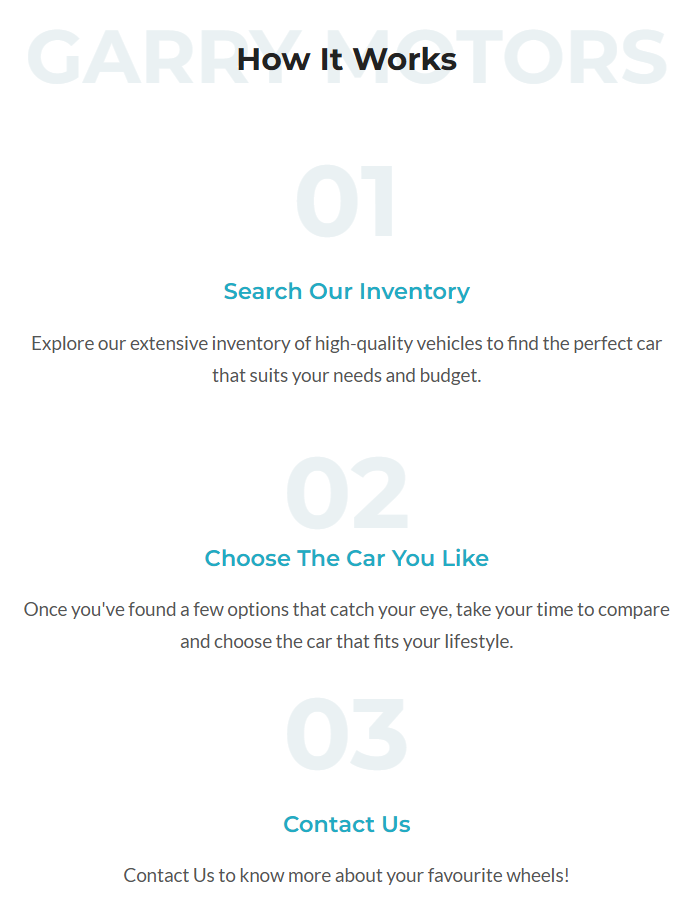 GARRY MOTORS
How It Works
01
Search Our Inventory
Explore our extensive inventory of high-quality vehicles to find the perfect car
that suits your needs and budget.
02
Choose The Car You Like
Once you've found a few options that catch your eye, take your time to compare
and choose the car that fits your lifestyle.
03
Contact Us
Contact Us to know more about your favourite wheels!